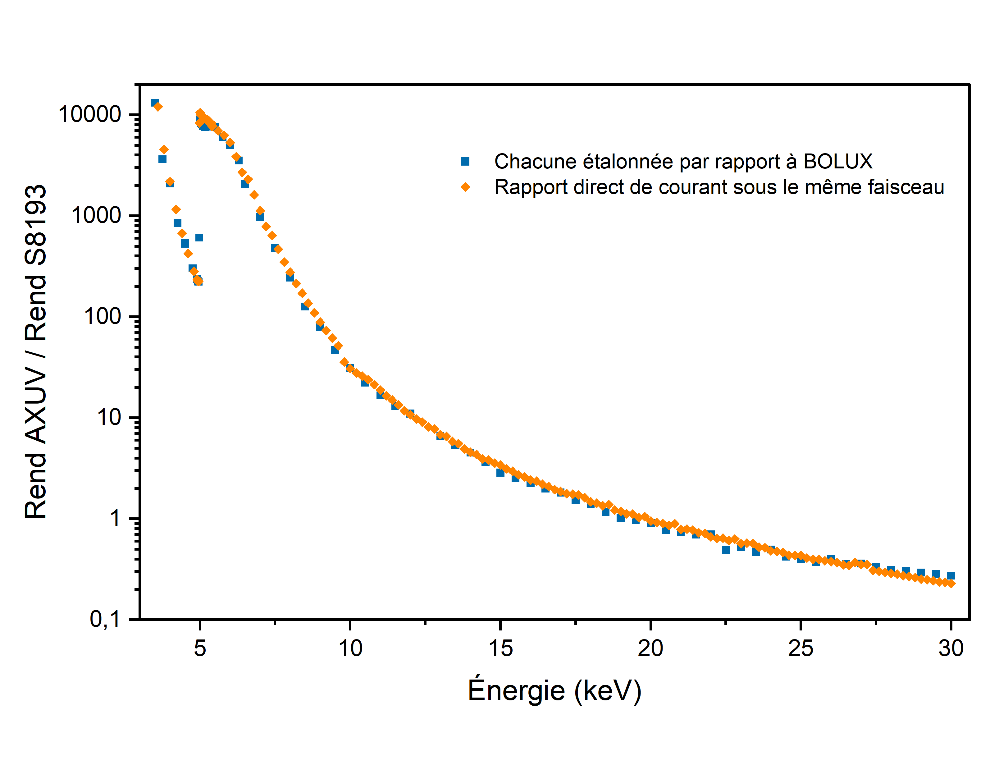 10000
1000
100
10
1
0,1
Rend AXUV / Rend S8193
Chacune étalonnée par rapport à BOLUX
Rapport direct de courant sous le même faisceau
5 10 15 20 25 30
Énergie (keV)